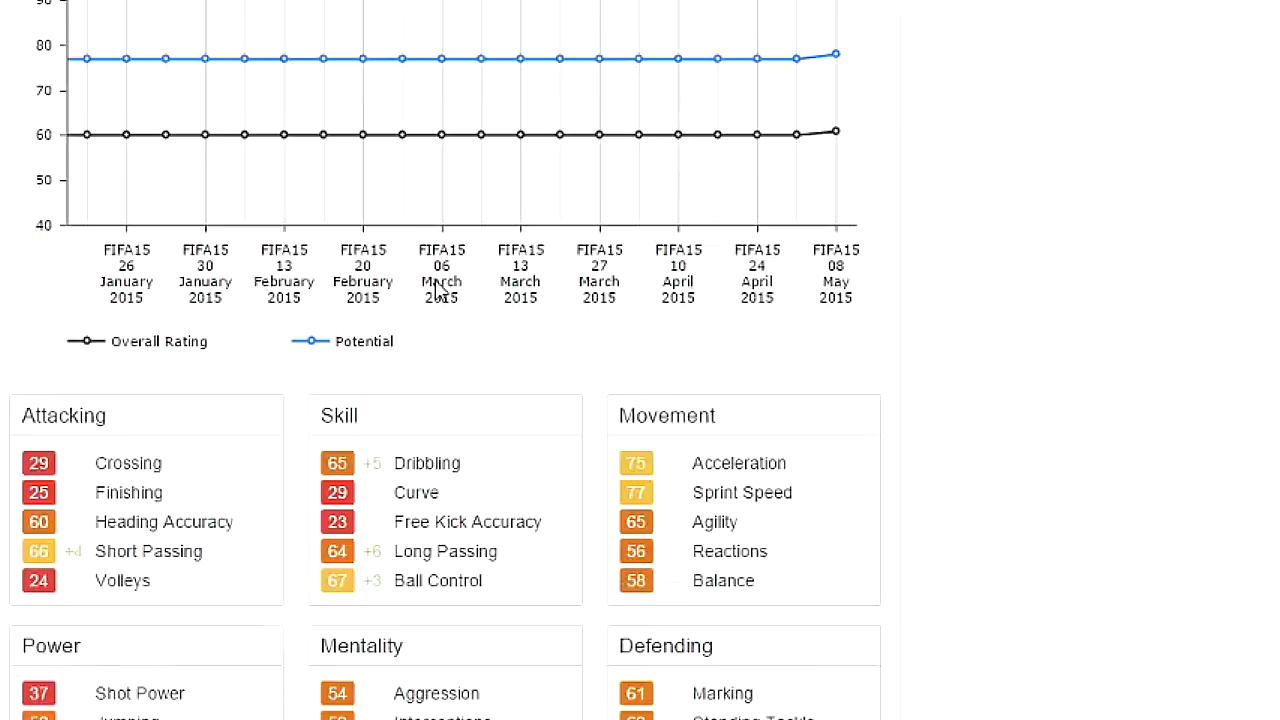 80
70
60
50
40
FIFA15 26 January 2015
FIFA15 30 January 2015
FIFA15 13 February 2015
FIFA15 20 February 2015
FIFA15 06 March 2015
FIFA15 13 March 2015
FIFA15 27 March 2015
FIFA15 10 April 2015
FIFA15 24 April 2015
FIFA15 08 May 2015
Overall Rating
Potential
Attacking
29 Crossing
25 Finishing
60 Heading Accuracy
66 +4 Short Passing
24 Volleys
Skill
65 +5 Dribbling
29 Curve
23 Free Kick Accuracy
64 +6 Long Passing
67 +3 Ball Control
Movement
75 Acceleration
77 Sprint Speed
65 Agility
56 Reactions
58 Balance
Power
37 Shot Power
Mentality
54 Aggression
Defending
61 Marking